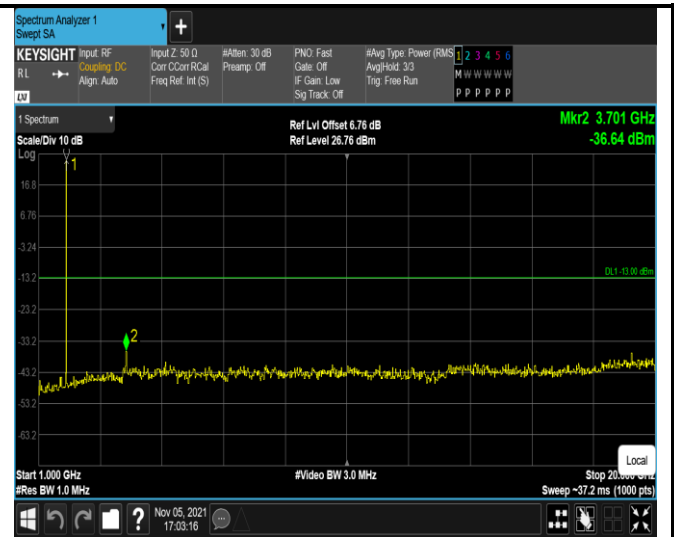 Spectrum Analyzer 1
Swept SA
+
KEYSIGHT
R L
LXI
Input: RF
Coupling: DC
Align: Auto
Input Z: 50 Ω
Corr CCorr RCal
Freq Ref: Int (S)
#Atten: 30 dB
Preamp: Off
PNO: Fast
Gate: Off
IF Gain: Low
Sig Track: Off
#Avg Type: Power (RMS
Avg|Hold: 3/3
Trig: Free Run
1 2 3 4 5 6
M W W W W W
P P P P P P
1 Spectrum
Scale/Div 10 dB
Ref Lvl Offset 6.76 dB
Ref Level 26.76 dBm
Mkr2 3.701 GHz
-36.64 dBm
Log
1
16.8
6.76
-3.24
DL1 -13.00 dBm
-13.2
-23.2
2
-33.2
-43.2
-53.2
-63.2
Local
Start 1.000 GHz
#Video BW 3.0 MHz
Stop 20.000 GHz
#Res BW 1.0 MHz
Sweep ~37.2 ms (1000 pts)
?
Nov 05, 2021
17:03:16